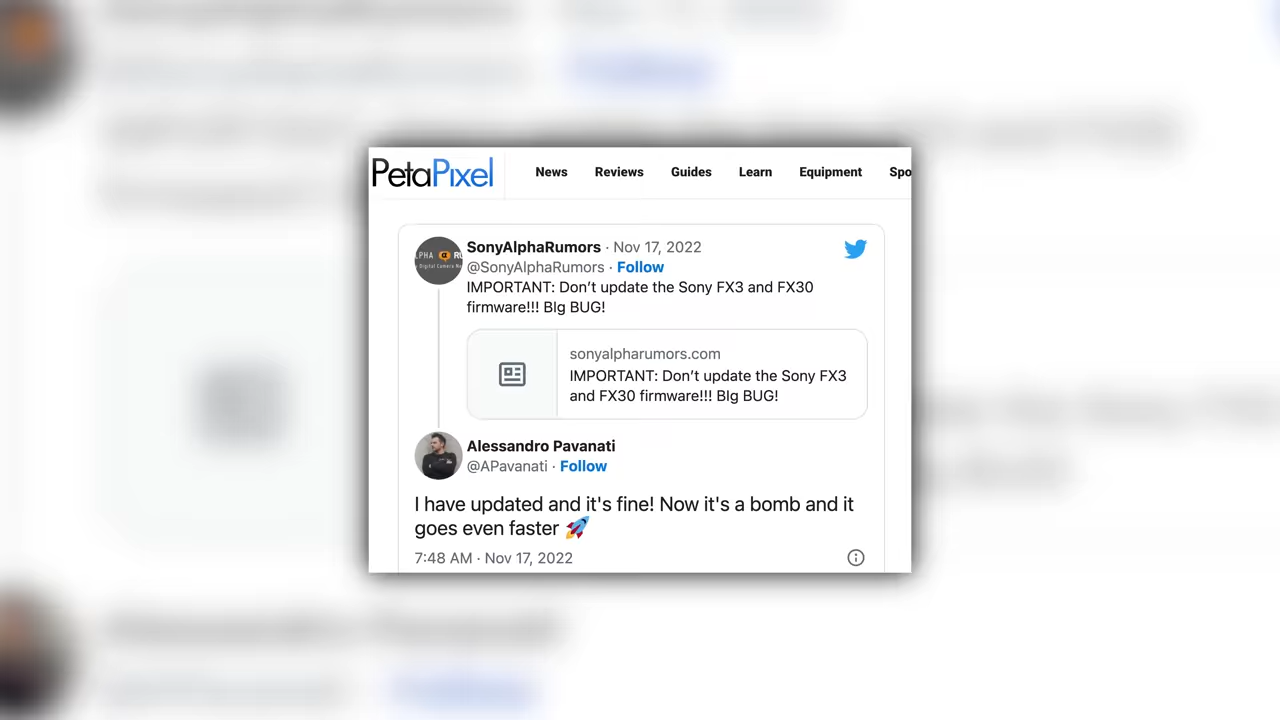 PetaPixel News Reviews Guides Learn Equipment Spo
SonyAlphaRumors · Nov 17, 2022
@SonyAlphaRumors · Follow
IMPORTANT: Don’t update the Sony FX3 and FX30
firmware!!! BIg BUG!
sonyalpharumors.com
IMPORTANT: Don’t update the Sony FX3
and FX30 firmware!!! BIg BUG!
Alessandro Pavanati
@APavanati · Follow
I have updated and it's fine! Now it's a bomb and it
goes even faster 🚀
7:48 AM · Nov 17, 2022